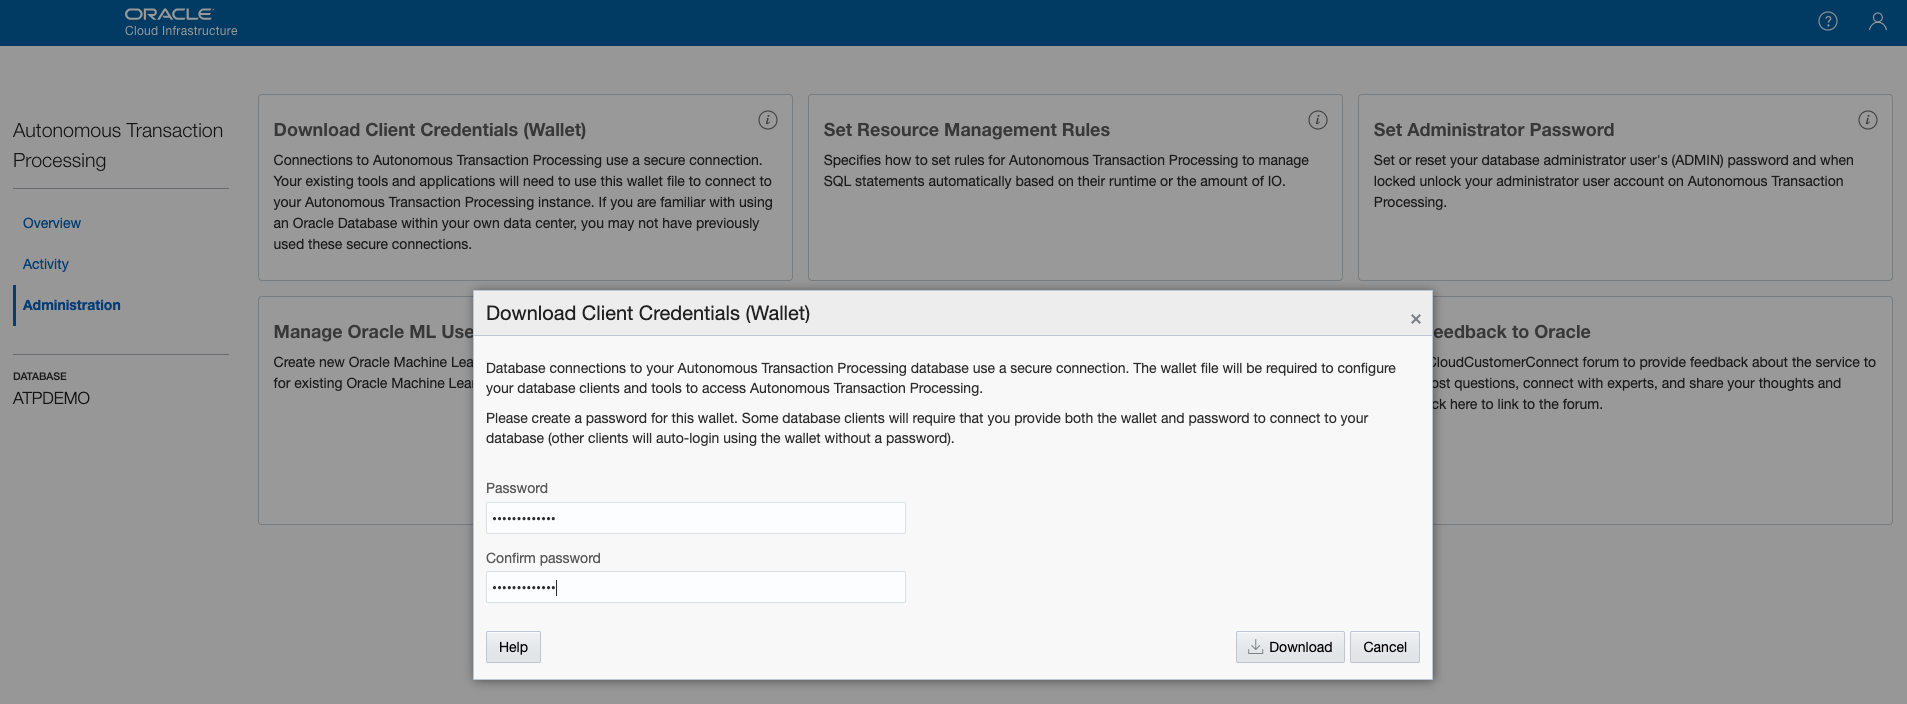 ORACLE
Cloud Infrastructure
Autonomous Transaction
Processing
Overview
Activity
Administration
DATABASE
ATPDEMO
Download Client Credentials (Wallet)
Connections to Autonomous Transaction Processing use a secure connection.
Your existing tools and applications will need to use this wallet file to connect to
your Autonomous Transaction Processing instance. If you are familiar with using
an Oracle Database within your own data center, you may not have previously
used these secure connections.
Set Resource Management Rules
Specifies how to set rules for Autonomous Transaction Processing to manage
SQL statements automatically based on their runtime or the amount of IO.
Set Administrator Password
Set or reset your database administrator user's (ADMIN) password and when
locked unlock your administrator user account on Autonomous Transaction
Processing.
Manage Oracle ML Use
Create new Oracle Machine Lea
for existing Oracle Machine Lea
eedback to Oracle
CloudCustomerConnect forum to provide feedback about the service to
ost questions, connect with experts, and share your thoughts and
ck here to link to the forum.
Download Client Credentials (Wallet)
Database connections to your Autonomous Transaction Processing database use a secure connection. The wallet file will be required to configure
your database clients and tools to access Autonomous Transaction Processing.
Please create a password for this wallet. Some database clients will require that you provide both the wallet and password to connect to your
database (other clients will auto-login using the wallet without a password).
Password
•••••••••••••
Confirm password
•••••••••••••
Help
Download
Cancel